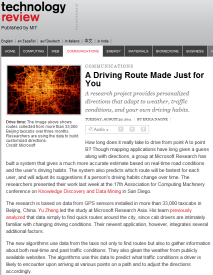 technology
review
Published by MIT
English | en Español | auf Deutsch | in Italiano | 中文 | in India
HOME COMPUTING WEB COMMUNICATIONS ENERGY MATERIALS BIOMEDICINE BUSINESS
COMMUNICATIONS
A Driving Route Made Just for
You
A research project provides personalized
directions that adapt to weather, traffic
conditions, and your own driving habits.
Drive time: The image above shows
routes collected from more than 33,000
Beijing taxicabs over three months.
Researchers are using the data to build
customized directions.
Credit: Microsoft
How long does it really take to drive from point A to point
B? Though mapping applications have long given a guess
along with directions, a group at Microsoft Research has
built a system that gives a much more accurate estimate based on real-time road conditions
and the user's driving habits. The system also predicts which route will be fastest for each
user, and will adjust its suggestions if a person's driving habits change over time. The
researchers presented their work last week at the 17th Association for Computing Machinery
conference on Knowledge Discovery and Data Mining in San Diego.
The research is based on data from GPS sensors installed in more than 33,000 taxicabs in
Beijing, China. Yu Zheng led the study at Microsoft Research Asia. His team previously
analyzed that data simply to find quick routes around the city, since cab drivers are intimately
familiar with changing driving conditions. Their newest application, however, integrates several
additional factors.
The new algorithms use data from the taxis not only to find routes but also to gather information
about both real-time and past traffic conditions. They also glean the weather from publicly
available websites. The algorithms use this data to predict what traffic conditions a driver is
likely to encounter upon arriving at various points on a path and to adjust the directions
accordingly.